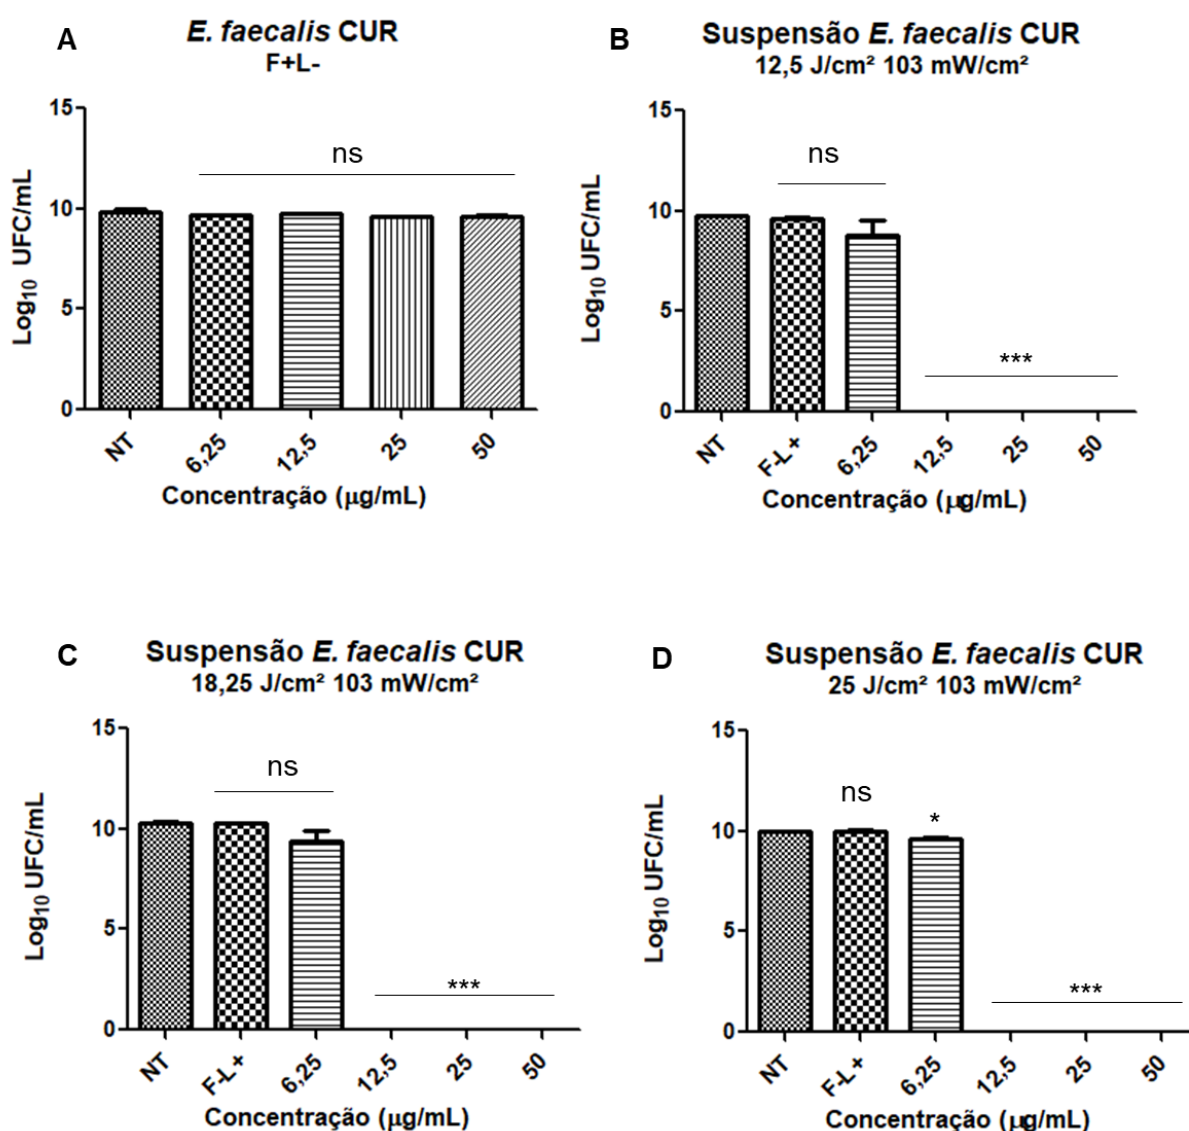 A
E. faecalis CUR
F+L-
15
10
5
0
Log10 UFC/mL
ns
NT
6,25
12,5
25
50
Concentração (µg/mL)
B
Suspensão E. faecalis CUR
12,5 J/cm² 103 mW/cm²
15
10
5
0
Log10 UFC/mL
ns
***
NT
F-L+
6,25
12,5
25
50
Concentração (µg/mL)
C
Suspensão E. faecalis CUR
18,25 J/cm² 103 mW/cm²
15
10
5
0
Log10 UFC/mL
ns
***
NT
F-L+
6,25
12,5
25
50
Concentração (µg/mL)
D
Suspensão E. faecalis CUR
25 J/cm² 103 mW/cm²
15
10
5
0
Log10 UFC/mL
ns
*
***
NT
F-L+
6,25
12,5
25
50
Concentração (µg/mL)